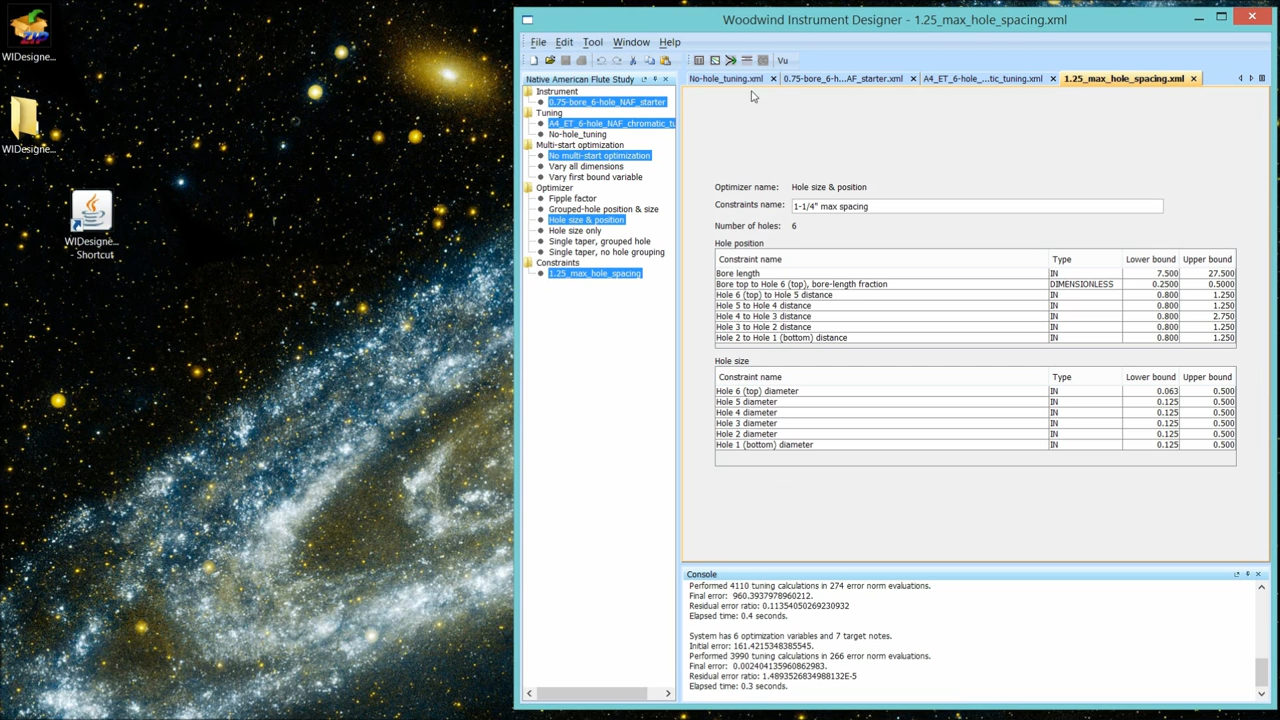 WIDesigne...
WIDesigne...
WIDesigne...
Shortcut
Woodwind Instrument Designer - 1.25_max_hole_spacing.xml
File Edit Tool Window Help
Vu
Native American Flute Study
Instrument
0.75-bore_6-hole_NAF_starter
Tuning
A4_ET_6-hole_NAF_chromatic_tu
No-hole_tuning
Multi-start optimization
No multi-start optimization
Vary all dimensions
Vary first bound variable
Optimizer
Fipple factor
Grouped-hole position & size
Hole size & position
Hole size only
Single taper, grouped hole
Single taper, no hole grouping
Constraints
1.25_max_hole_spacing
No-hole_tuning.xml 0.75-bore_6-h...AF_starter.xml A4_ET_6-hole_...tic_tuning.xml 1.25_max_hole_spacing.xml
Optimizer name: Hole size & position
Constraints name: 1-1/4" max spacing
Number of holes: 6
Hole position
Constraint name Type Lower bound Upper bound
Bore length IN 7.500 27.500
Bore top to Hole 6 (top), bore-length fraction DIMENSIONLESS 0.2500 0.5000
Hole 6 (top) to Hole 5 distance IN 0.800 1.250
Hole 5 to Hole 4 distance IN 0.800 1.250
Hole 4 to Hole 3 distance IN 0.800 2.750
Hole 3 to Hole 2 distance IN 0.800 1.250
Hole 2 to Hole 1 (bottom) distance IN 0.800 1.250
Hole size
Constraint name Type Lower bound Upper bound
Hole 6 (top) diameter IN 0.063 0.500
Hole 5 diameter IN 0.125 0.500
Hole 4 diameter IN 0.125 0.500
Hole 3 diameter IN 0.125 0.500
Hole 2 diameter IN 0.125 0.500
Hole 1 (bottom) diameter IN 0.125 0.500
Console
Performed 4110 tuning calculations in 274 error norm evaluations.
Final error: 960.3937978960212.
Residual error ratio: 0.11354050269230932
Elapsed time: 0.4 seconds.
System has 6 optimization variables and 7 target notes.
Initial error: 161.4215348385545.
Performed 3990 tuning calculations in 266 error norm evaluations.
Final error: 0.002404135960862983.
Residual error ratio: 1.4893526834988132E-5
Elapsed time: 0.3 seconds.